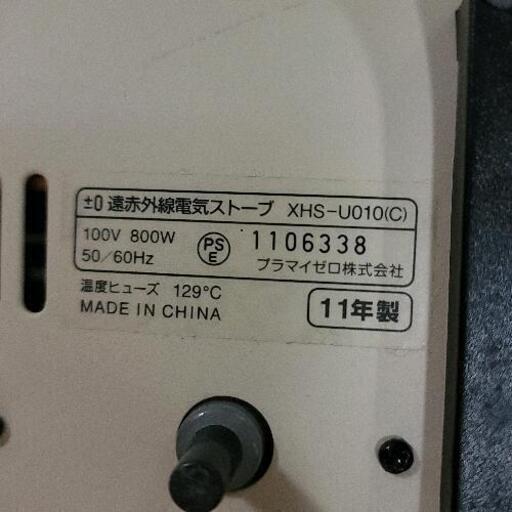 ±0 遠赤外線電気ストーブ XHS-U010(C)
100V 800W
50/60Hz
PS
E
1106338
プラマイゼロ株式会社
温度ヒューズ 129°C
MADE IN CHINA
11年製